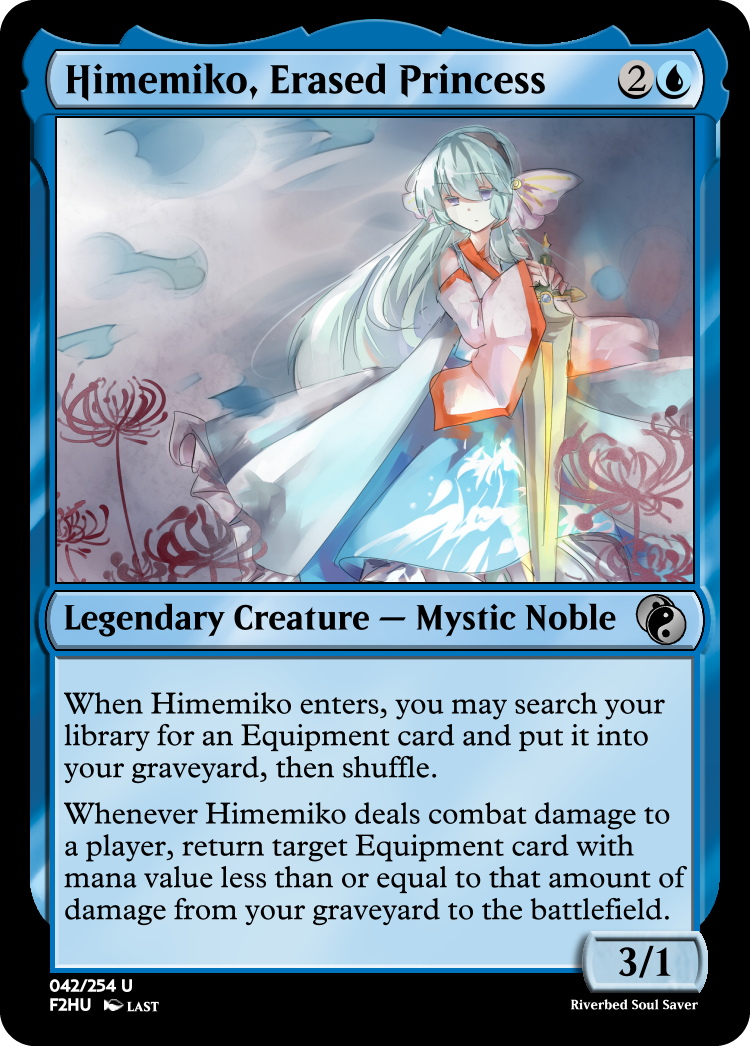 Himemiko, Erased Princess 2
Legendary Creature — Mystic Noble
When Himemiko enters, you may search your
library for an Equipment card and put it into
your graveyard, then shuffle.
Whenever Himemiko deals combat damage to
a player, return target Equipment card with
mana value less than or equal to that amount of
damage from your graveyard to the battlefield.
3/1
042/254 U
F2HU LAST
Riverbed Soul Saver